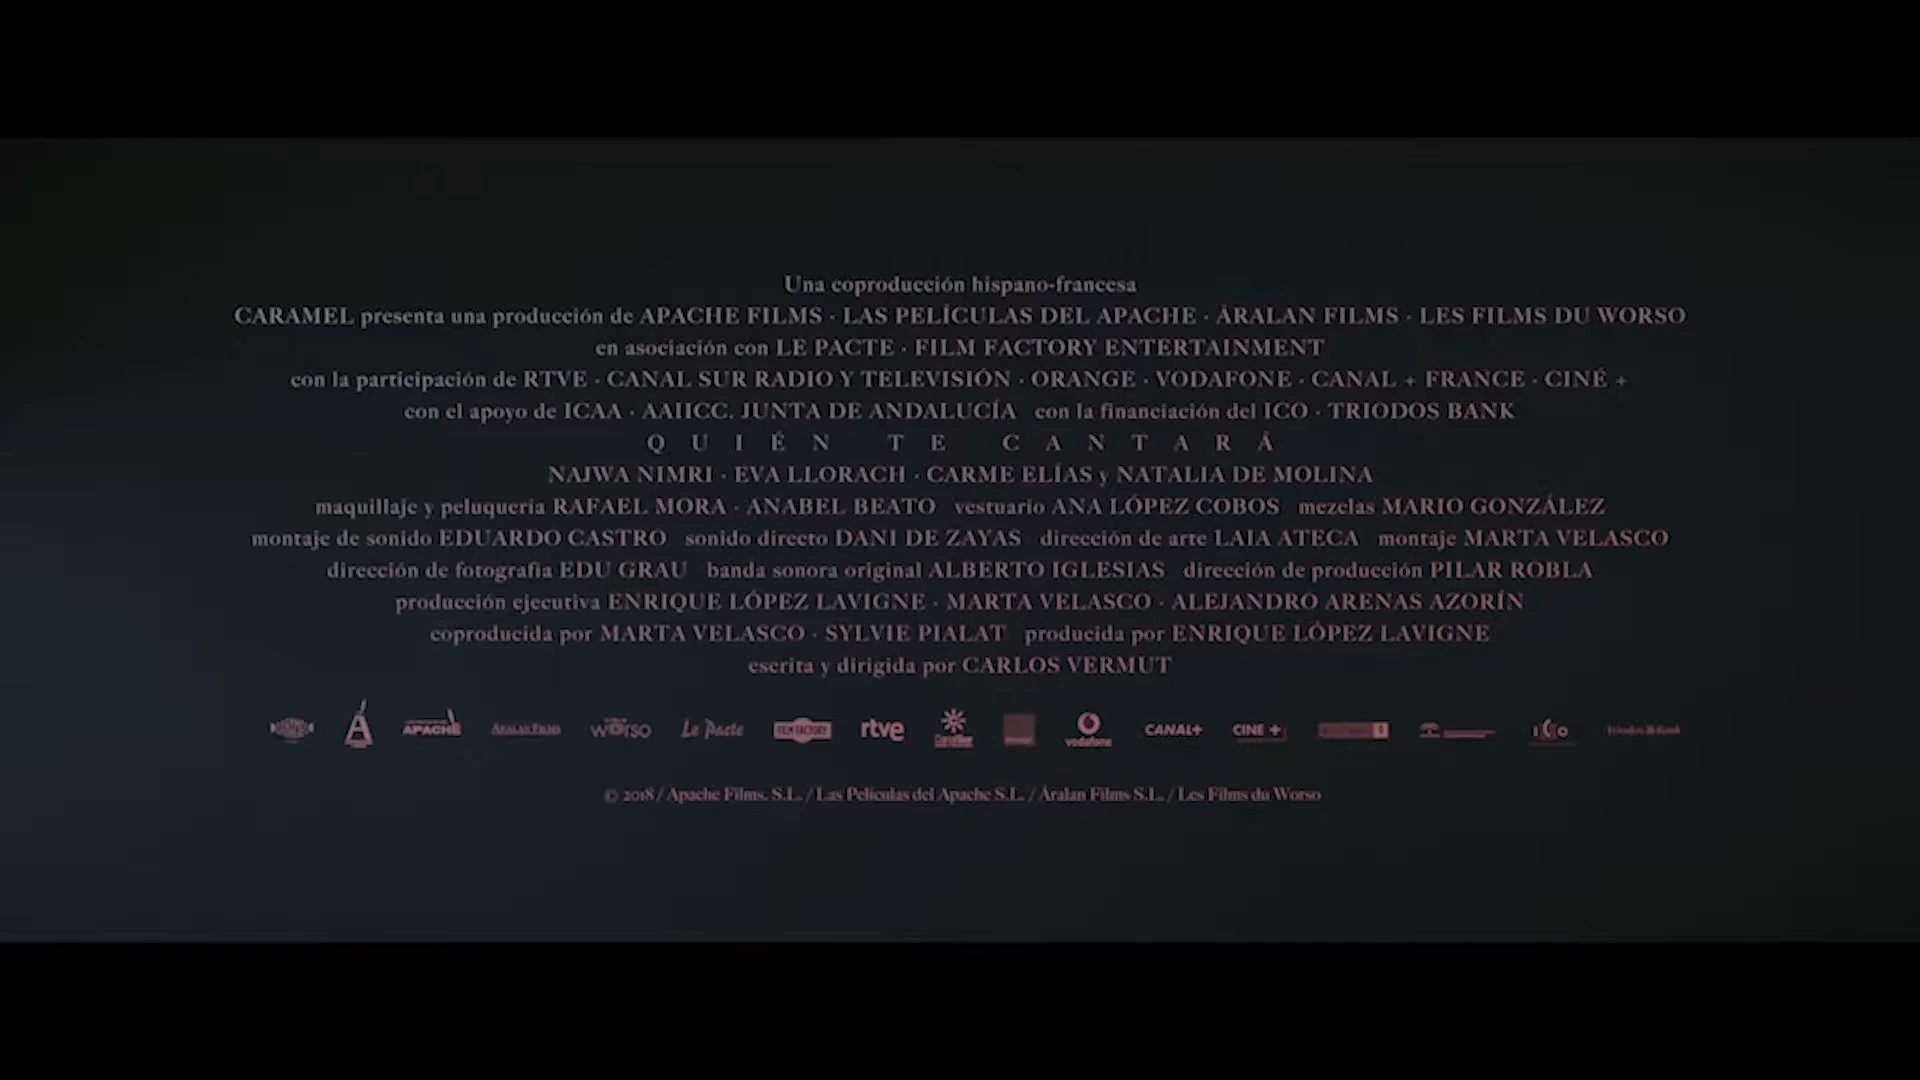 Una coproducción hispano-francesa
CARAMEL presenta una producción de APACHE FILMS · LAS PELÍCULAS DEL APACHE · ÁRALAN FILMS · LES FILMS DU WORSO
en asociación con LE PACTE · FILM FACTORY ENTERTAINMENT
con la participación de RTVE · CANAL SUR RADIO Y TELEVISIÓN · ORANGE · VODAFONE · CANAL + FRANCE · CINÉ +
con el apoyo de ICAA · AAIICC. JUNTA DE ANDALUCÍA con la financiación del ICO · TRIODOS BANK
QUIÉN TE CANTARÁ
NAJWA NIMRI · EVA LLORACH · CARME ELÍAS y NATALIA DE MOLINA
maquillaje y peluquería RAFAEL MORA · ANABEL BEATO vestuario ANA LÓPEZ COBOS mezclas MARIO GONZÁLEZ
montaje de sonido EDUARDO CASTRO sonido directo DANI DE ZAYAS dirección de arte LAIA ATECA montaje MARTA VELASCO
dirección de fotografía EDU GRAU banda sonora original ALBERTO IGLESIAS dirección de producción PILAR ROBLA
producción ejecutiva ENRIQUE LÓPEZ LAVIGNE · MARTA VELASCO · ALEJANDRO ARENAS AZORÍN
coproducida por MARTA VELASCO · SYLVIE PIALAT producida por ENRIQUE LÓPEZ LAVIGNE
escrita y dirigida por CARLOS VERMUT
A APACHE ÁRALAN FILMS WORSO Le Pacte FILM FACTORY rtve vodafone CANAL+ CINE + ICO Triodos Bank
© 2018 / Apache Films. S.L. / Las Películas del Apache S.L. / Áralan Films S.L. / Les Films du Worso